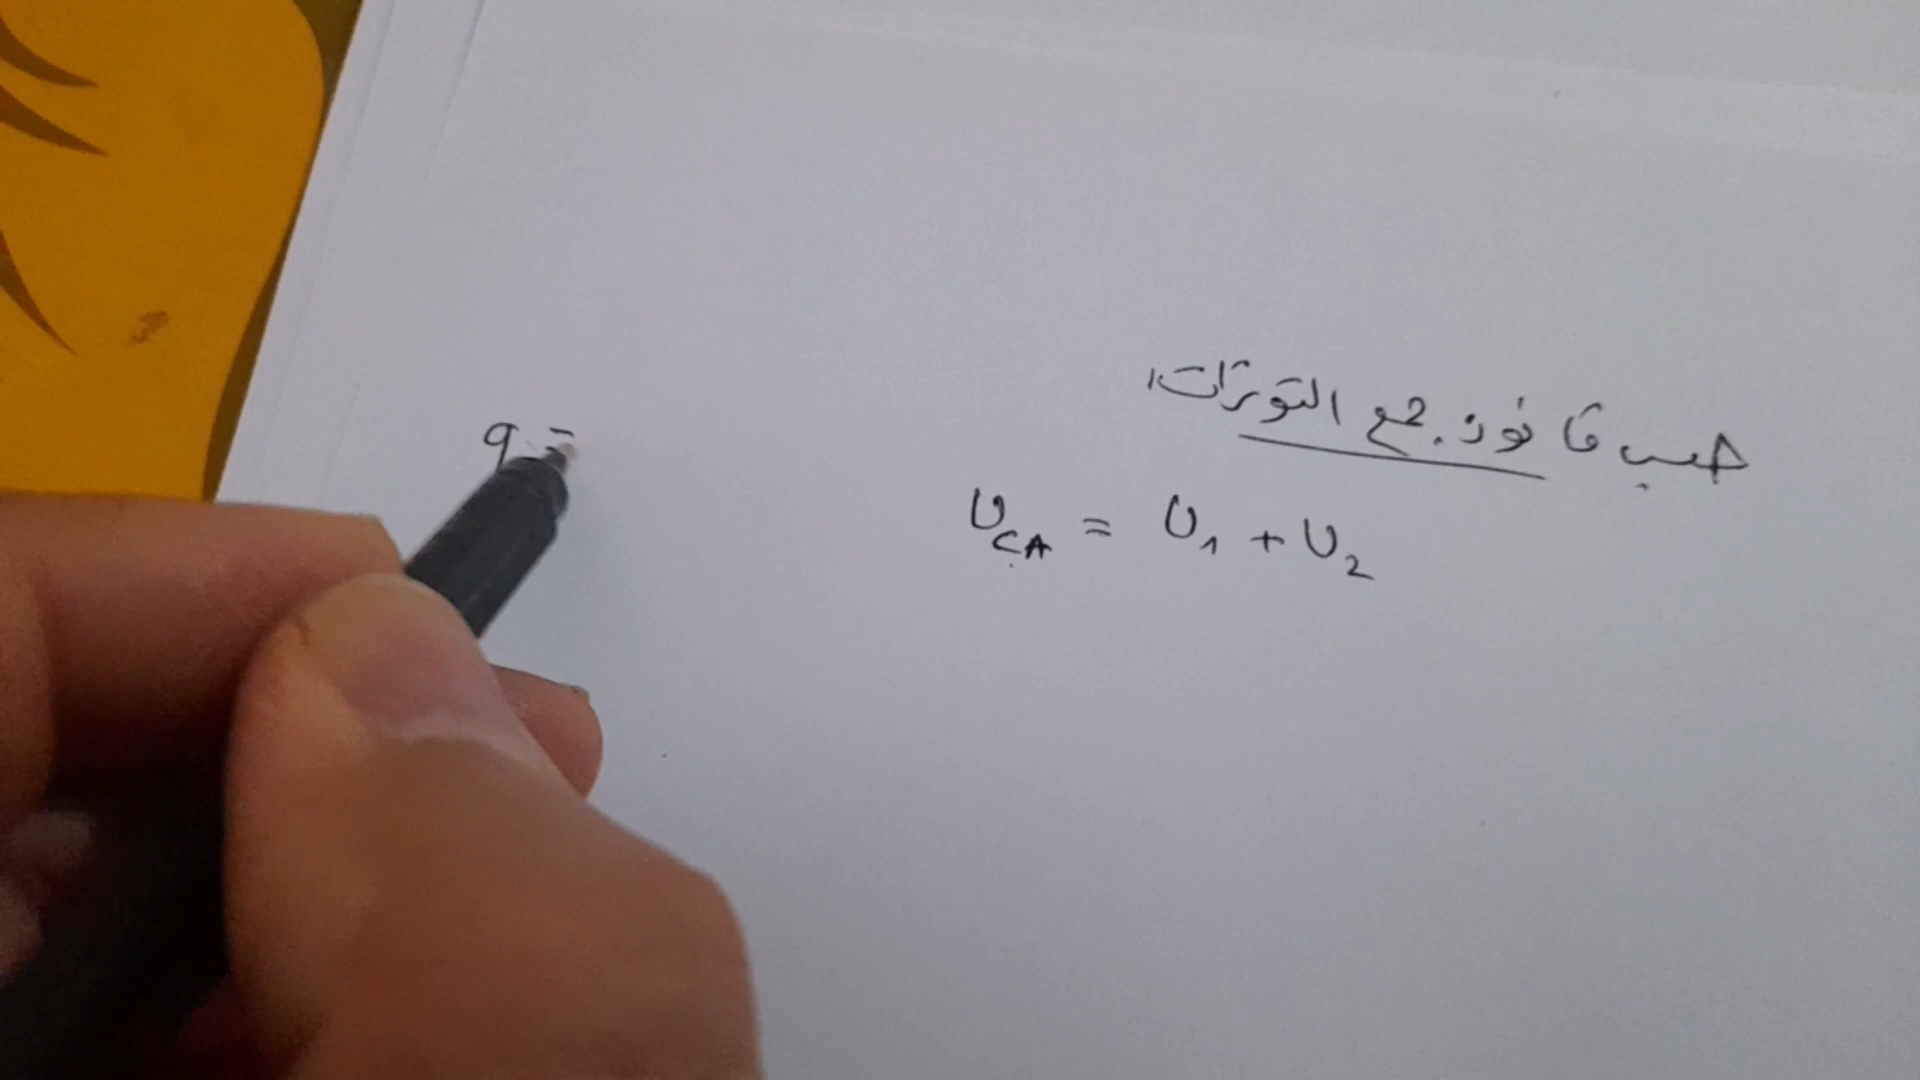 حسب قانون جمع التوترات:
U_CA = U_1 + U_2
q =